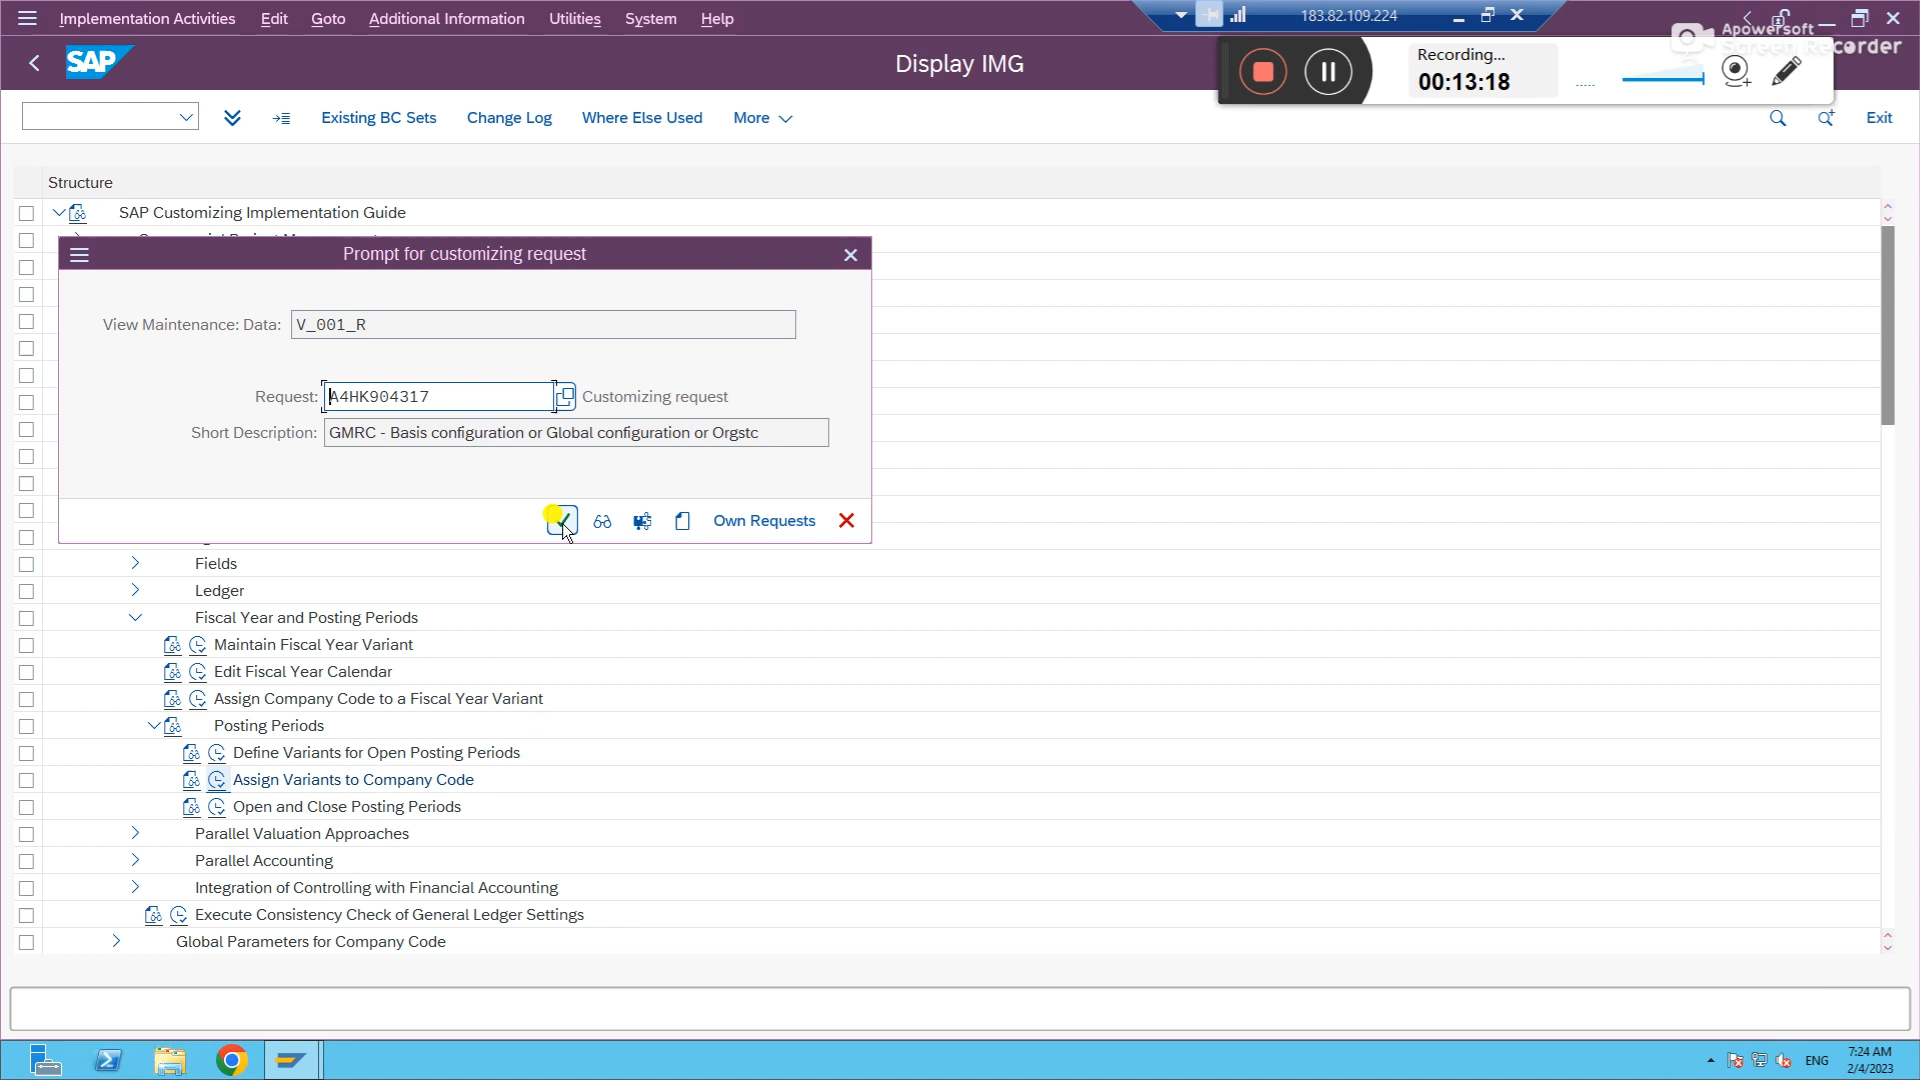 Implementation Activities Edit Goto Additional Information Utilities System Help
183.82.109.224
Apowersoft
Screen Recorder
SAP
Display IMG
Recording...
00:13:18
Existing BC Sets Change Log Where Else Used More
Exit
Structure
SAP Customizing Implementation Guide
Prompt for customizing request
View Maintenance: Data: V_001_R
Request: A4HK904317 Customizing request
Short Description: GMRC - Basis configuration or Global configuration or Orgstc
Own Requests
Fields
Ledger
Fiscal Year and Posting Periods
Maintain Fiscal Year Variant
Edit Fiscal Year Calendar
Assign Company Code to a Fiscal Year Variant
Posting Periods
Define Variants for Open Posting Periods
Assign Variants to Company Code
Open and Close Posting Periods
Parallel Valuation Approaches
Parallel Accounting
Integration of Controlling with Financial Accounting
Execute Consistency Check of General Ledger Settings
Global Parameters for Company Code
ENG
7:24 AM
2/4/2023